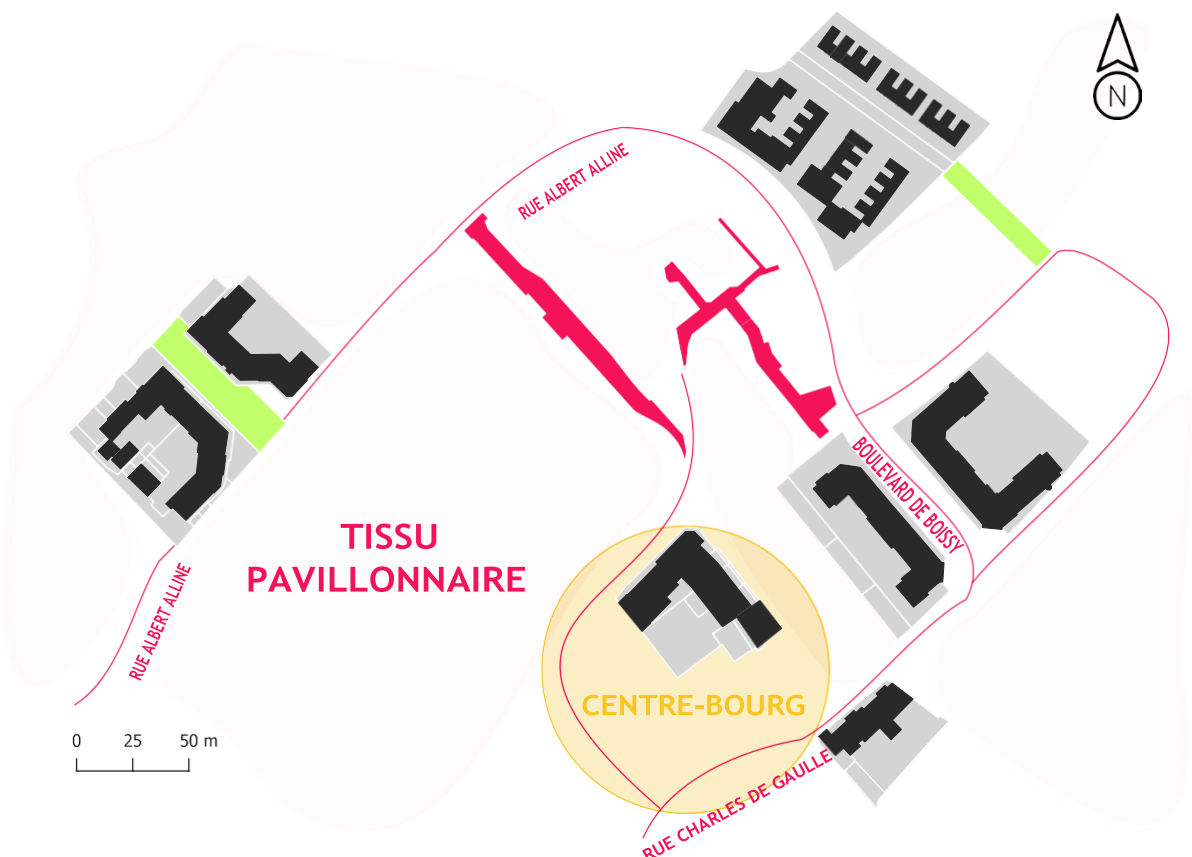 N
RUE ALBERT ALLINE
BOULEVARD DE BOISSY
TISSU
PAVILLONNAIRE
RUE ALBERT ALLINE
CENTRE-BOURG
0 25 50 m
RUE CHARLES DE GAULLE